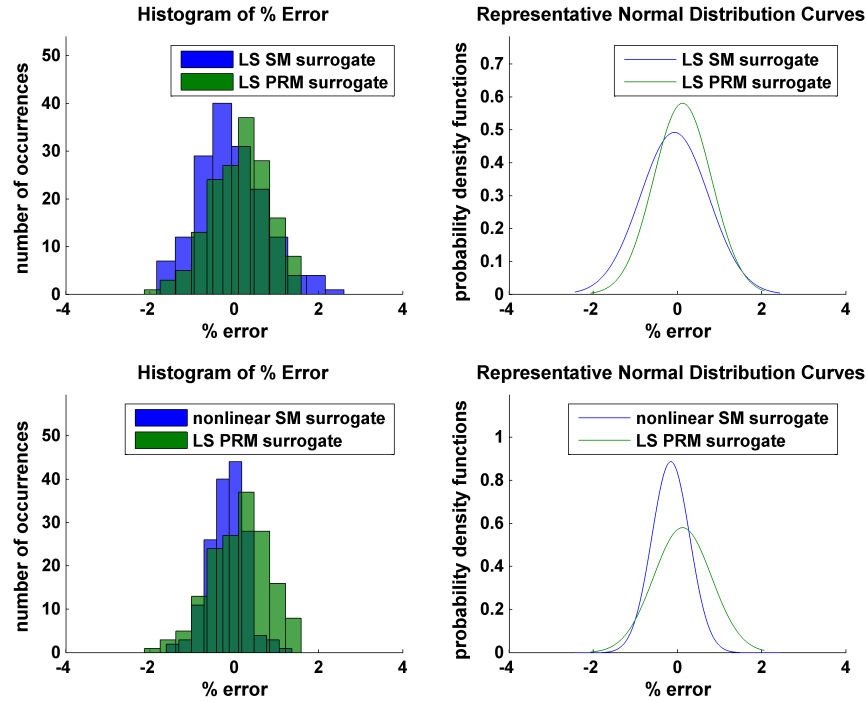 Histogram of % Error
number of occurrences
50
40
30
20
10
0
-4
-2
0
2
4
% error
LS SM surrogate
LS PRM surrogate
Representative Normal Distribution Curves
probability density functions
0.7
0.6
0.5
0.4
0.3
0.2
0.1
0
-4
-2
0
2
4
% error
LS SM surrogate
LS PRM surrogate
Histogram of % Error
number of occurrences
50
40
30
20
10
0
-4
-2
0
2
4
% error
nonlinear SM surrogate
LS PRM surrogate
Representative Normal Distribution Curves
probability density functions
1
0.8
0.6
0.4
0.2
0
-4
-2
0
2
4
% error
nonlinear SM surrogate
LS PRM surrogate